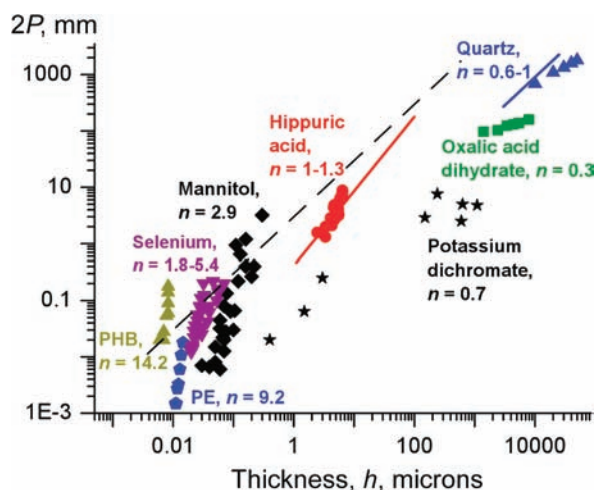 2P, mm
1000
10
0.1
1E-3
Quartz,
n = 0.6-1
Hippuric
acid,
n = 1-1.3
Oxalic acid
dihydrate, n = 0.3
Mannitol,
n = 2.9
Selenium,
n = 1.8-5.4
Potassium
dichromate,
n = 0.7
PHB,
n = 14.2
PE, n = 9.2
0.01
1
100
10000
Thickness, h, microns